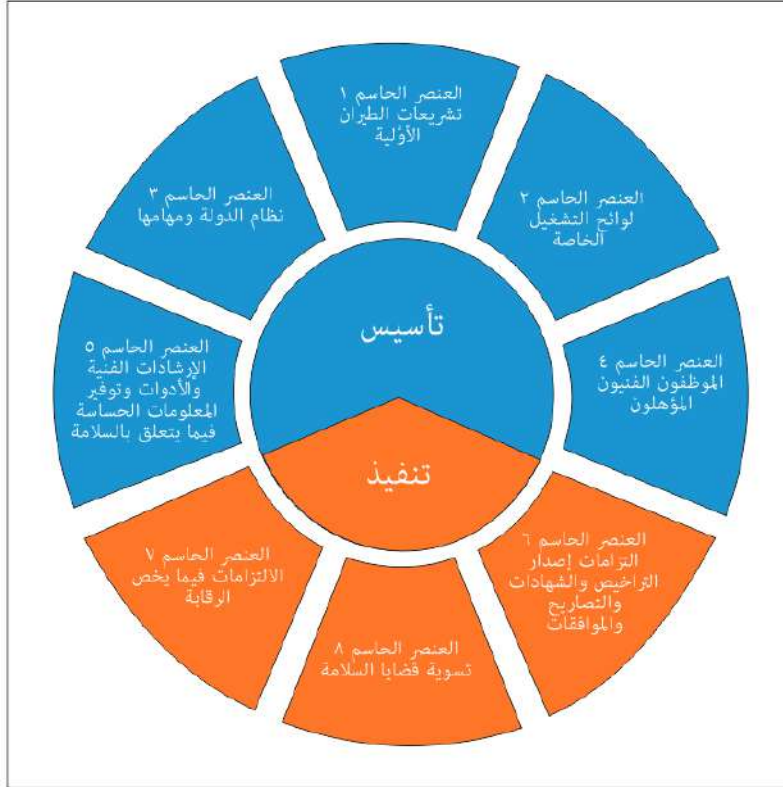 العنصر الحاسم ١
تشريعات الطيران
الأولية
العنصر الحاسم ٢
لوائح التشغيل
الخاصة
العنصر الحاسم ٣
نظام الدولة ومهامها
العنصر الحاسم ٤
الموظفون الفنيون
المؤهلون
العنصر الحاسم ٥
الإرشادات الفنية
والأدوات وتوفير
المعلومات الحساسة
فيما يتعلق بالسلامة
العنصر الحاسم ٦
التزامات إصدار
التراخيص والشهادات
والتصاريح
والموافقات
العنصر الحاسم ٧
الالتزامات فيما يخص
الرقابة
العنصر الحاسم ٨
تسوية قضايا السلامة
تأسيس
تنفيذ